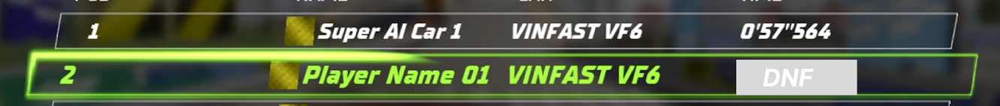 1 Super AI Car 1 VINFAST VF6 0'57"564
2 Player Name 01 VINFAST VF6 DNF